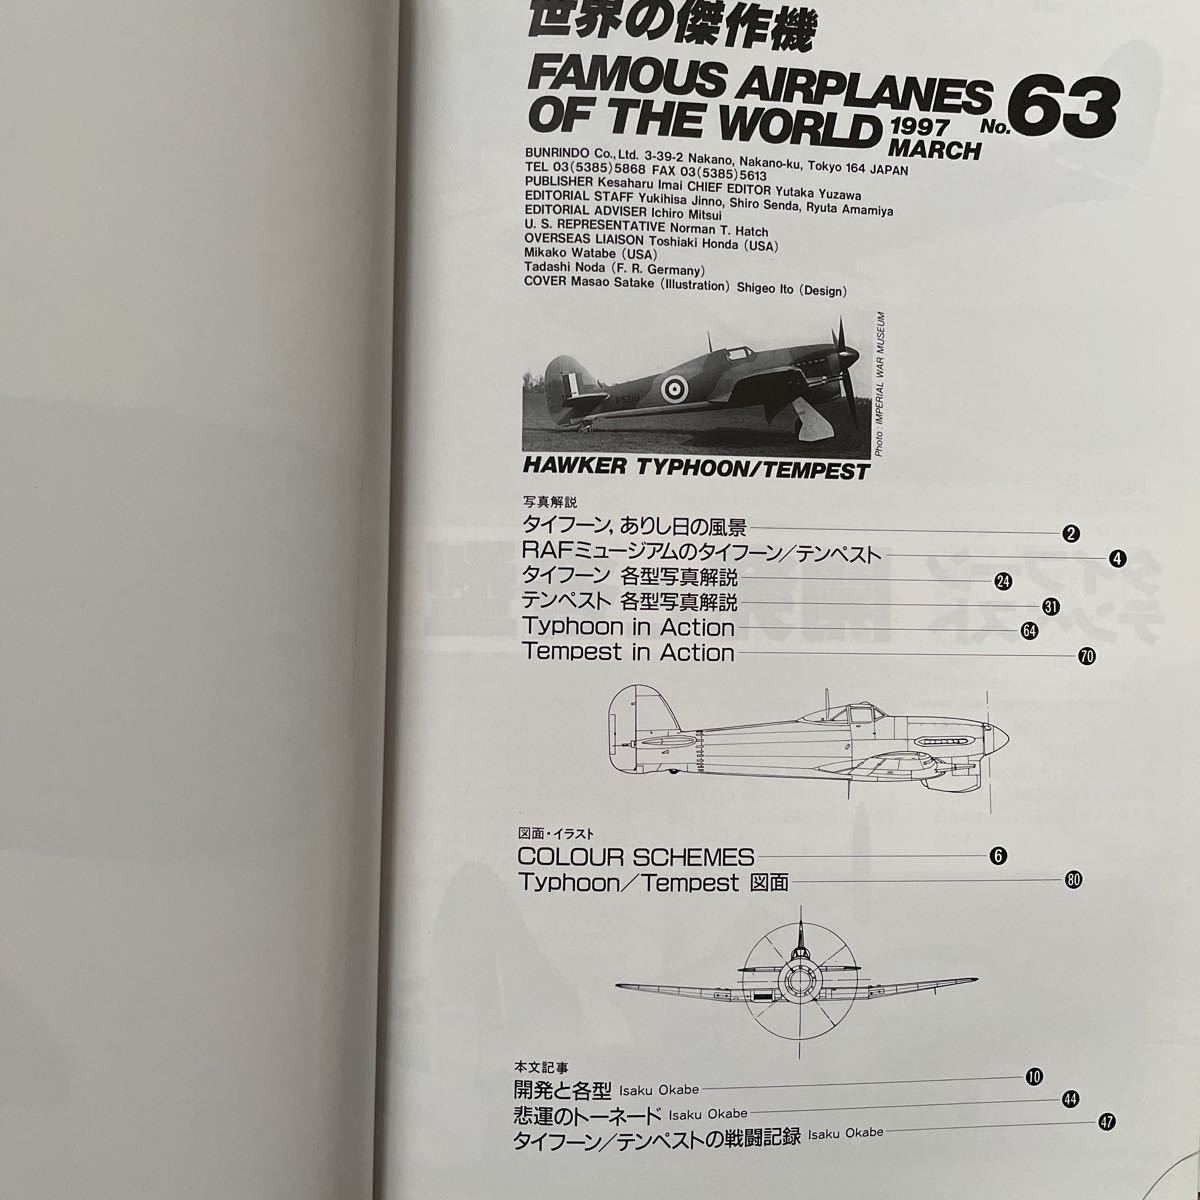 世界の傑作機
FAMOUS AIRPLANES
OF THE WORLD 1997 MARCH No.63
BUNRINDO Co., Ltd. 3-39-2 Nakano, Nakano-ku, Tokyo 164 JAPAN
TEL 03(5385)5868 FAX 03(5385)5613
PUBLISHER Kesaharu Imai CHIEF EDITOR Yutaka Yuzawa
EDITORIAL STAFF Yukihisa Jinno, Shiro Senda, Ryuta Amamiya
EDITORIAL ADVISER Ichiro Mitsui
U. S. REPRESENTATIVE Norman T. Hatch
OVERSEAS LIAISON Toshiaki Honda (USA)
Mikako Watabe (USA)
Tadashi Noda (F. R. Germany)
COVER Masao Satake (Illustration) Shigeo Ito (Design)
P5219
Photo : IMPERIAL WAR MUSEUM
HAWKER TYPHOON/TEMPEST
写真解説
タイフーン, ありし日の風景 2
RAFミュージアムのタイフーン/テンペスト 4
タイフーン 各型写真解説 24
テンペスト 各型写真解説 31
Typhoon in Action 64
Tempest in Action 70
図面・イラスト
COLOUR SCHEMES 6
Typhoon/Tempest 図面 80
本文記事
開発と各型 Isaku Okabe 10
悲運のトーネード Isaku Okabe 44
タイフーン/テンペストの戦闘記録 Isaku Okabe 47